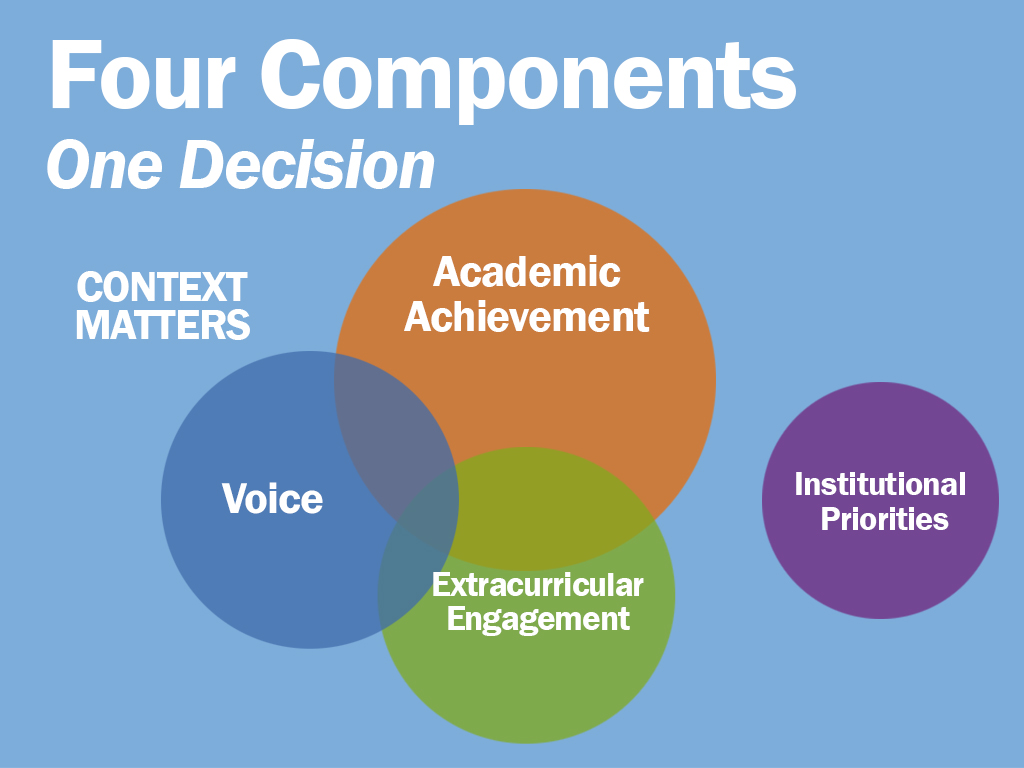 Four Components
One Decision
CONTEXT
MATTERS
Academic
Achievement
Voice
Extracurricular
Engagement
Institutional
Priorities